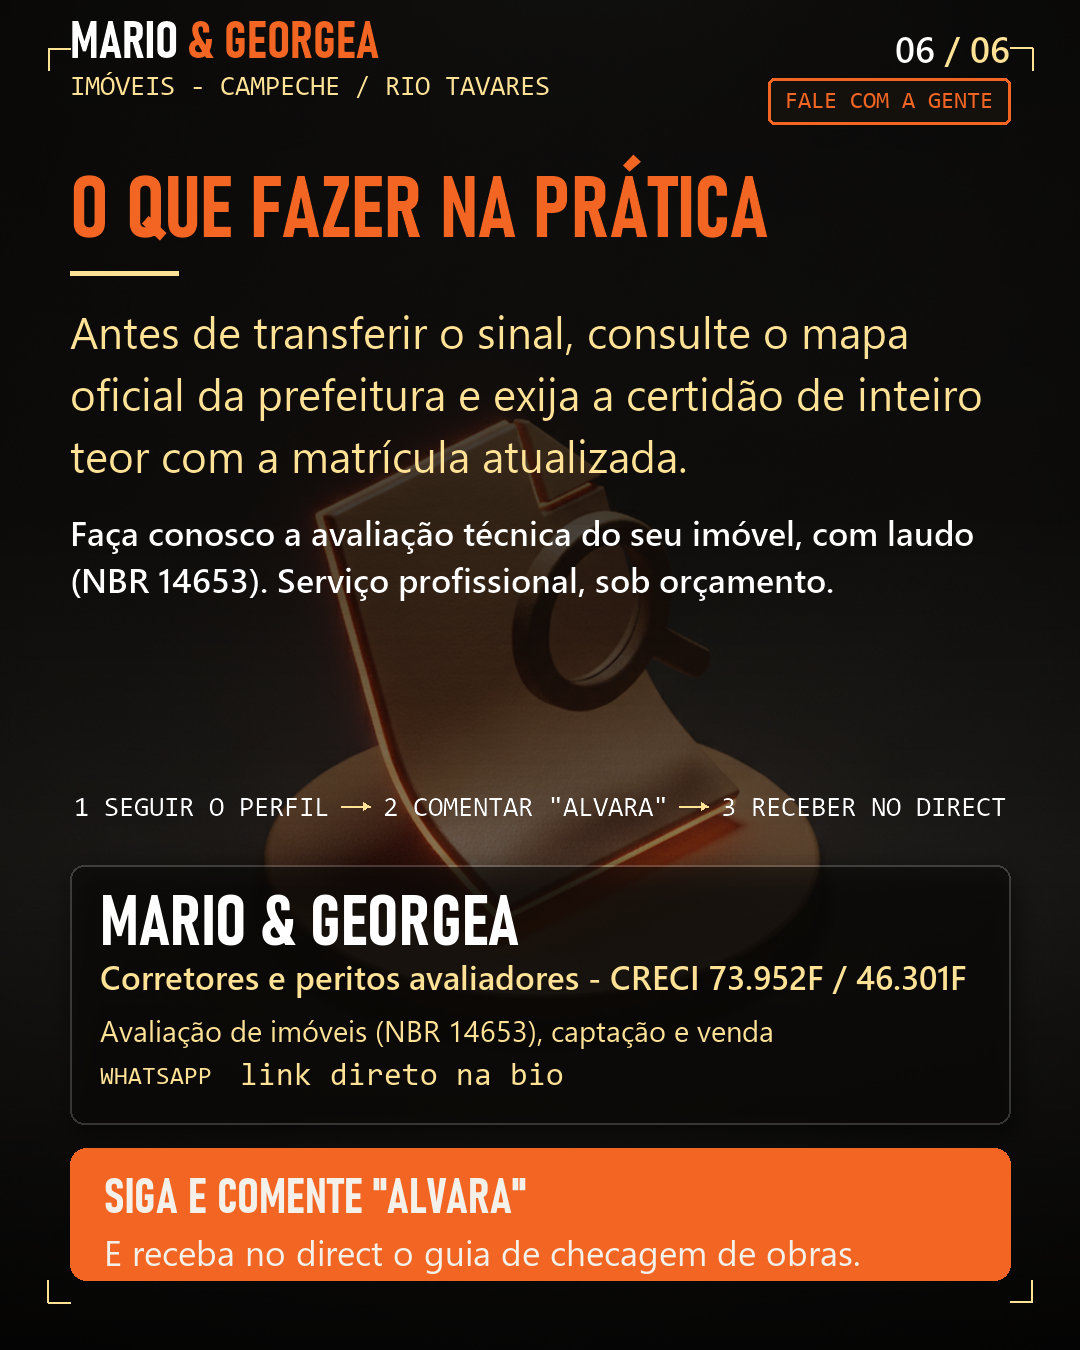 MARIO & GEORGEA
IMÓVEIS - CAMPECHE / RIO TAVARES
06 / 06
FALE COM A GENTE
O QUE FAZER NA PRÁTICA
Antes de transferir o sinal, consulte o mapa
oficial da prefeitura e exija a certidão de inteiro
teor com a matrícula atualizada.
Faça conosco a avaliação técnica do seu imóvel, com laudo
(NBR 14653). Serviço profissional, sob orçamento.
1 SEGUIR O PERFIL → 2 COMENTAR "ALVARA" → 3 RECEBER NO DIRECT
MARIO & GEORGEA
Corretores e peritos avaliadores - CRECI 73.952F / 46.301F
Avaliação de imóveis (NBR 14653), captação e venda
WHATSAPP link direto na bio
SIGA E COMENTE "ALVARA"
E receba no direct o guia de checagem de obras.